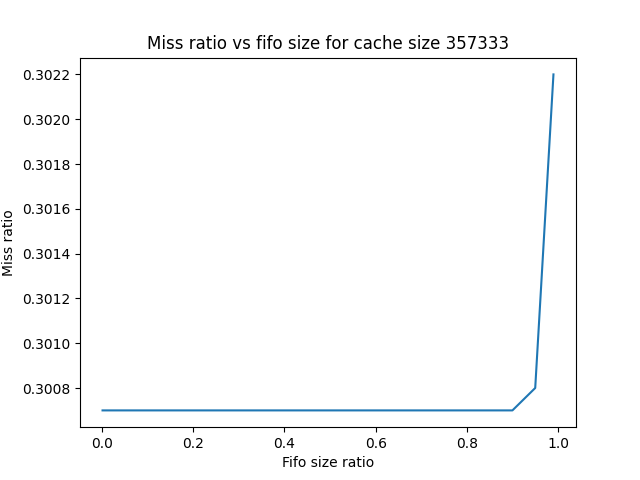 Miss ratio vs fifo size for cache size 357333
0.3022
0.3020
0.3018
0.3016
0.3014
0.3012
0.3010
0.3008
Miss ratio
0.0 0.2 0.4 0.6 0.8 1.0
Fifo size ratio